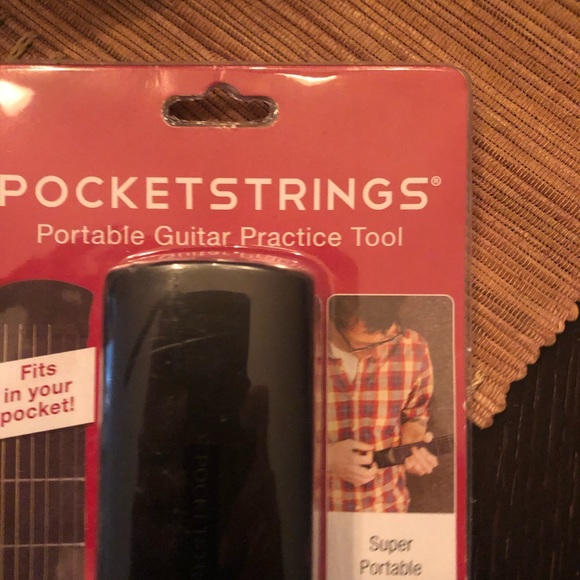 POCKETSTRINGS®
Portable Guitar Practice Tool
Fits
in your
pocket!
Super
Portable